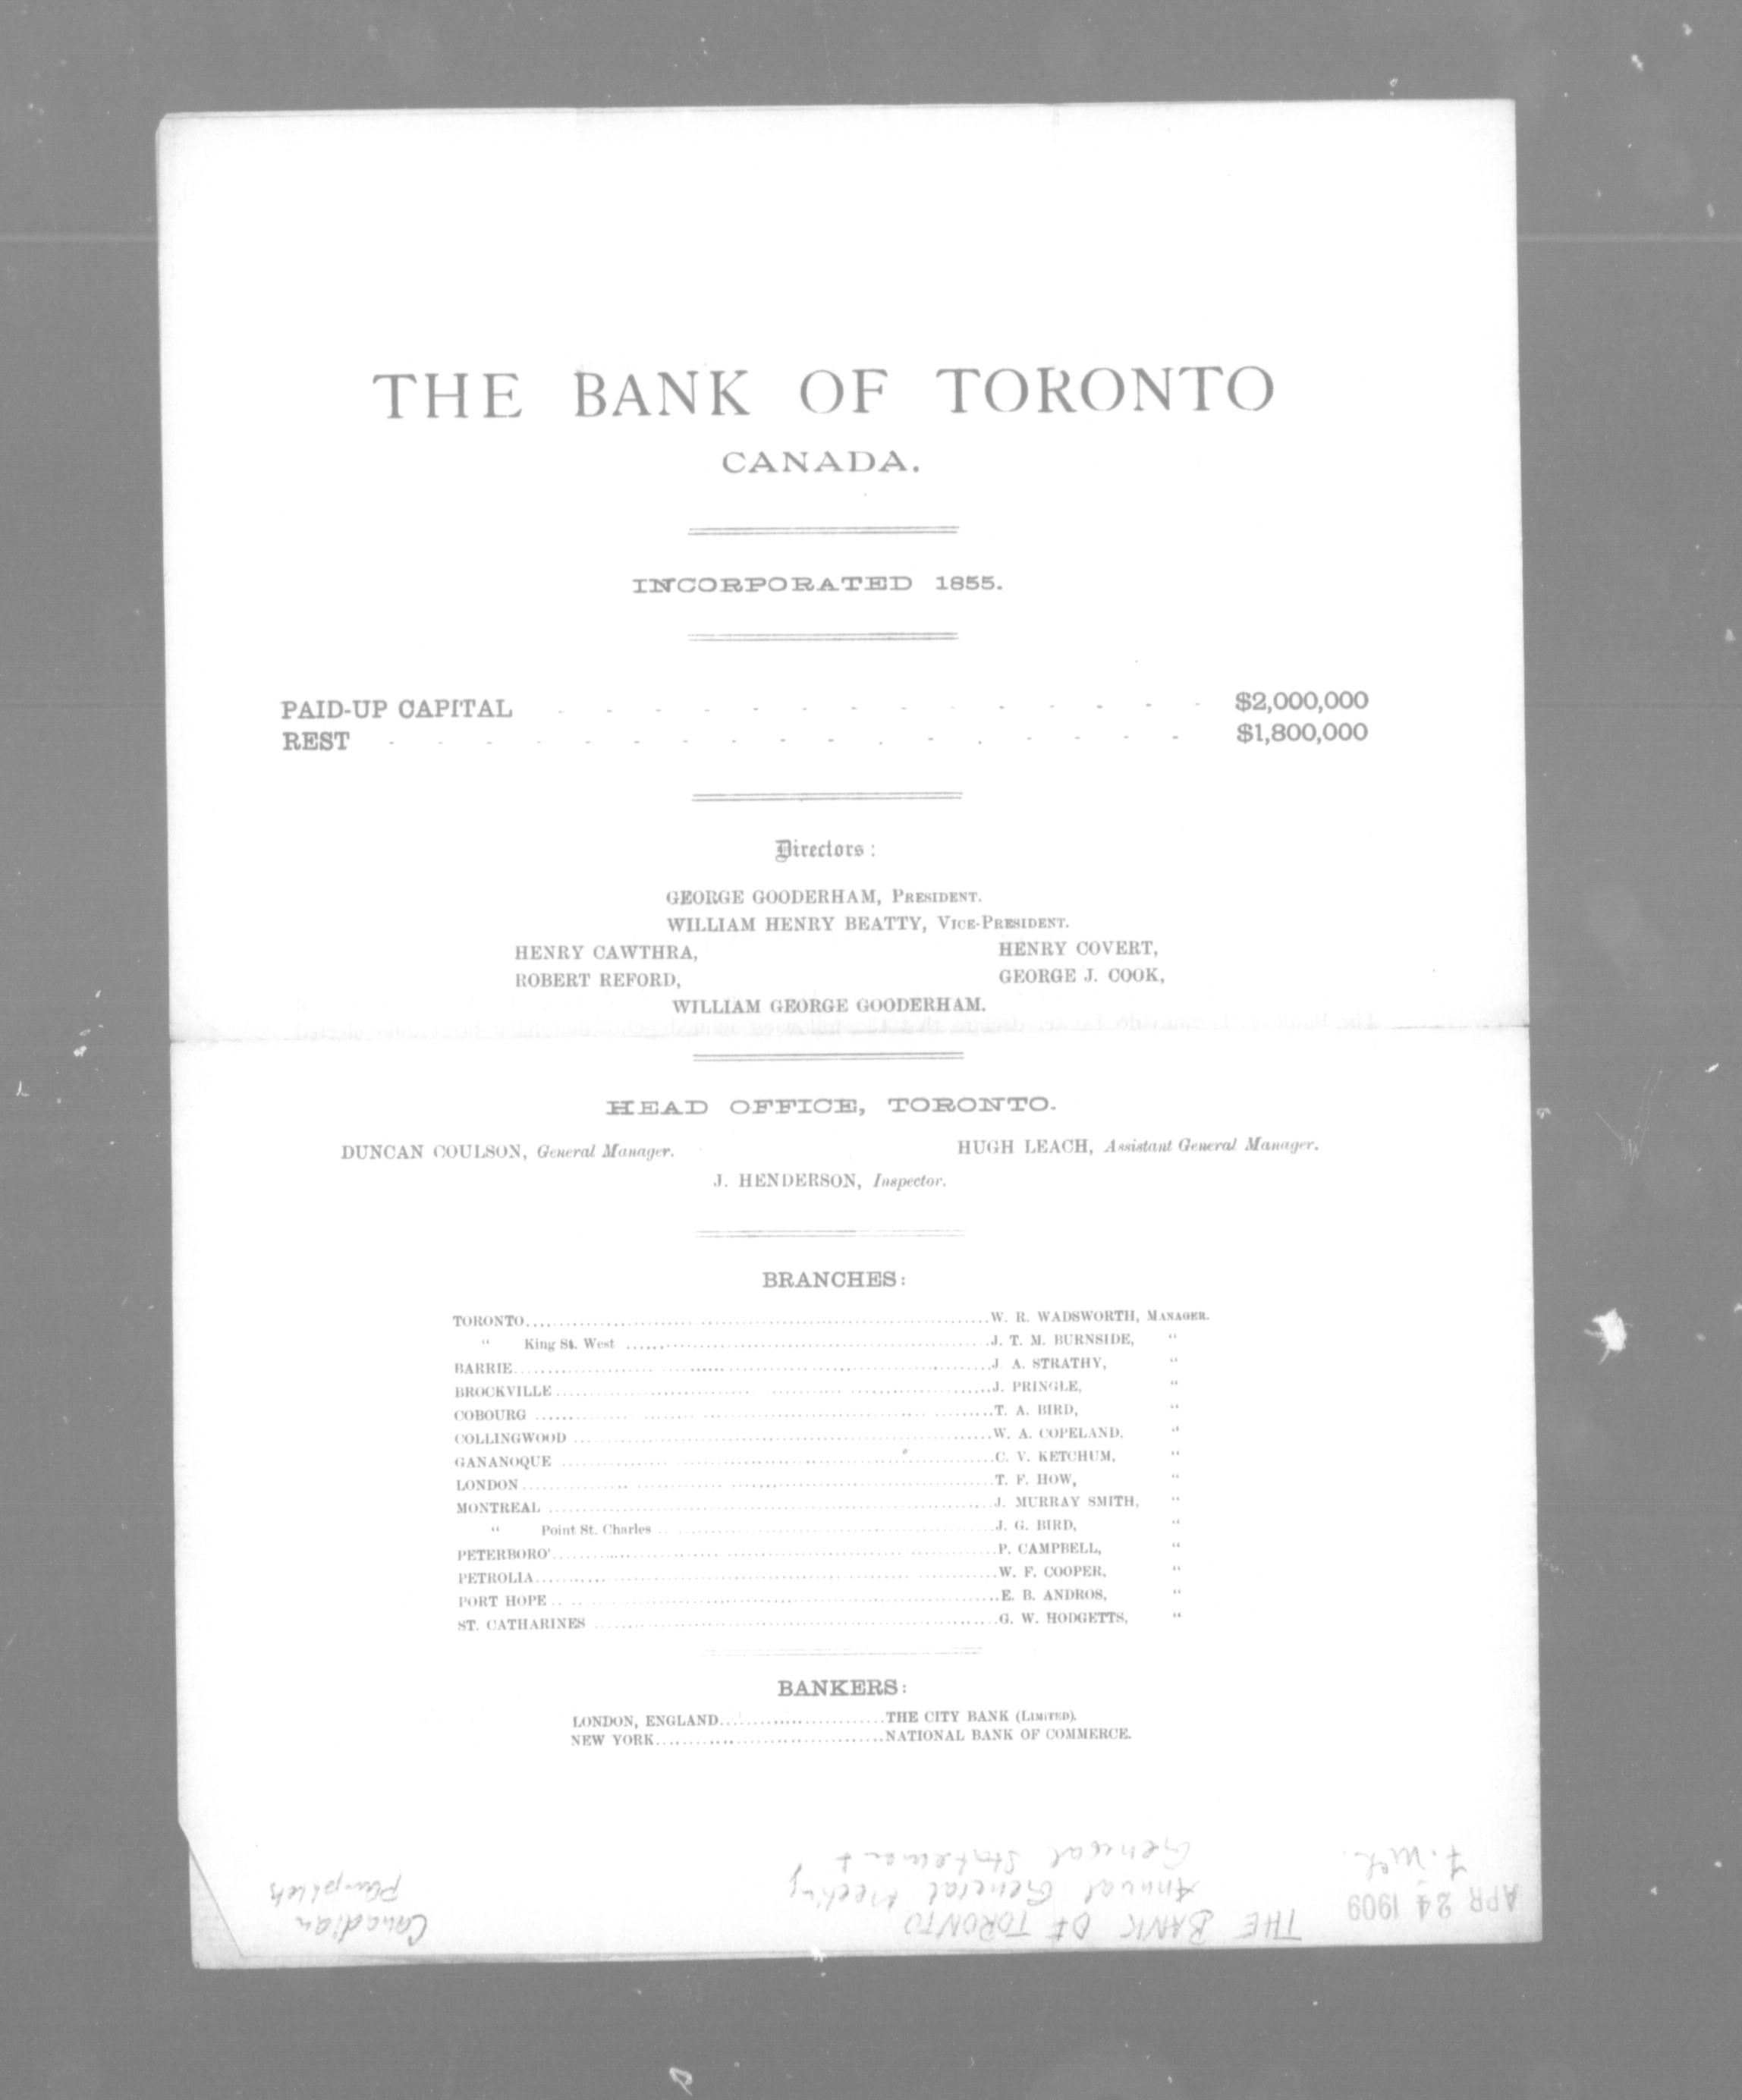 THE BANK OF TORONTO
CANADA.
INCORPORATED 1855.
PAID-UP CAPITAL - - - - - - - - - - - - - - $2,000,000
REST - - - - - - - - - - - - - - - - - $1,800,000
Directors:
GEORGE GOODERHAM, PRESIDENT.
WILLIAM HENRY BEATTY, VICE-PRESIDENT.
HENRY CAWTHRA, HENRY COVERT,
ROBERT REFORD, GEORGE J. COOK,
WILLIAM GEORGE GOODERHAM.
HEAD OFFICE, TORONTO.
DUNCAN COULSON, General Manager. HUGH LEACH, Assistant General Manager.
J. HENDERSON, Inspector.
BRANCHES:
TORONTO........................W. R. WADSWORTH, MANAGER.
" King St. West ........................J. T. M. BURNSIDE, "
BARRIE........................J. A. STRATHY, "
BROCKVILLE........................J. PRINGLE, "
COBOURG ........................T. A. BIRD, "
COLLINGWOOD ........................W. A. COPELAND, "
GANANOQUE ........................C. V. KETCHUM, "
LONDON........................T. F. HOW, "
MONTREAL ........................J. MURRAY SMITH, "
" Point St. Charles ........................J. G. BIRD, "
PETERBORO'........................P. CAMPBELL, "
PETROLIA........................W. F. COOPER, "
PORT HOPE ........................E. B. ANDROS, "
ST. CATHARINES ........................G. W. HODGETTS, "
BANKERS:
LONDON, ENGLAND........................THE CITY BANK (LIMITED).
NEW YORK........................NATIONAL BANK OF COMMERCE.
APR 24 1909
THE BANK OF TORONTO
Annual General Meeting
General Statement
Canadian
Pamphlets